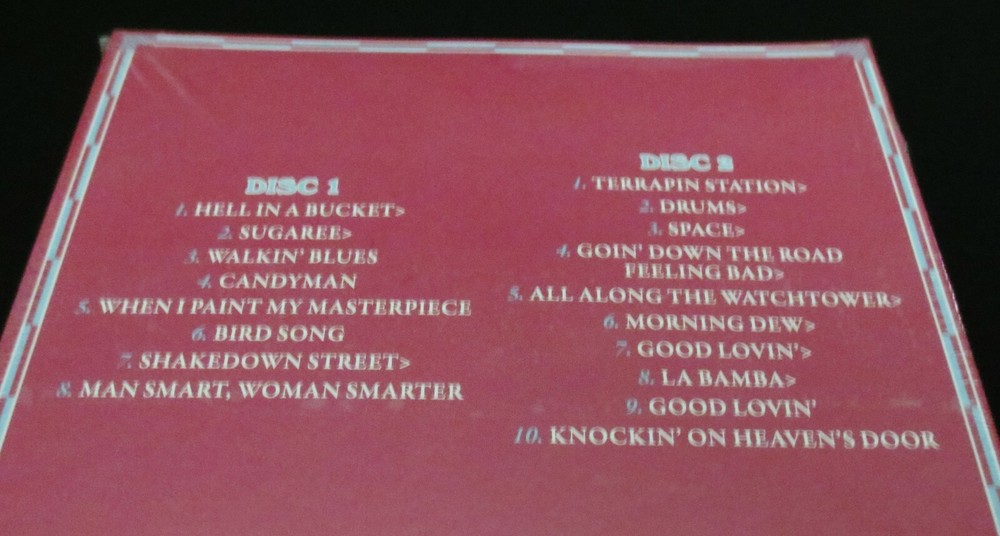 DISC 1
1. HELL IN A BUCKET>
2. SUGAREE>
3. WALKIN' BLUES
4. CANDYMAN
5. WHEN I PAINT MY MASTERPIECE
6. BIRD SONG
7. SHAKEDOWN STREET>
8. MAN SMART, WOMAN SMARTER
DISC 2
1. TERRAPIN STATION>
2. DRUMS>
3. SPACE>
4. GOIN' DOWN THE ROAD
FEELING BAD>
5. ALL ALONG THE WATCHTOWER>
6. MORNING DEW>
7. GOOD LOVIN'>
8. LA BAMBA>
9. GOOD LOVIN'
10. KNOCKIN' ON HEAVEN'S DOOR